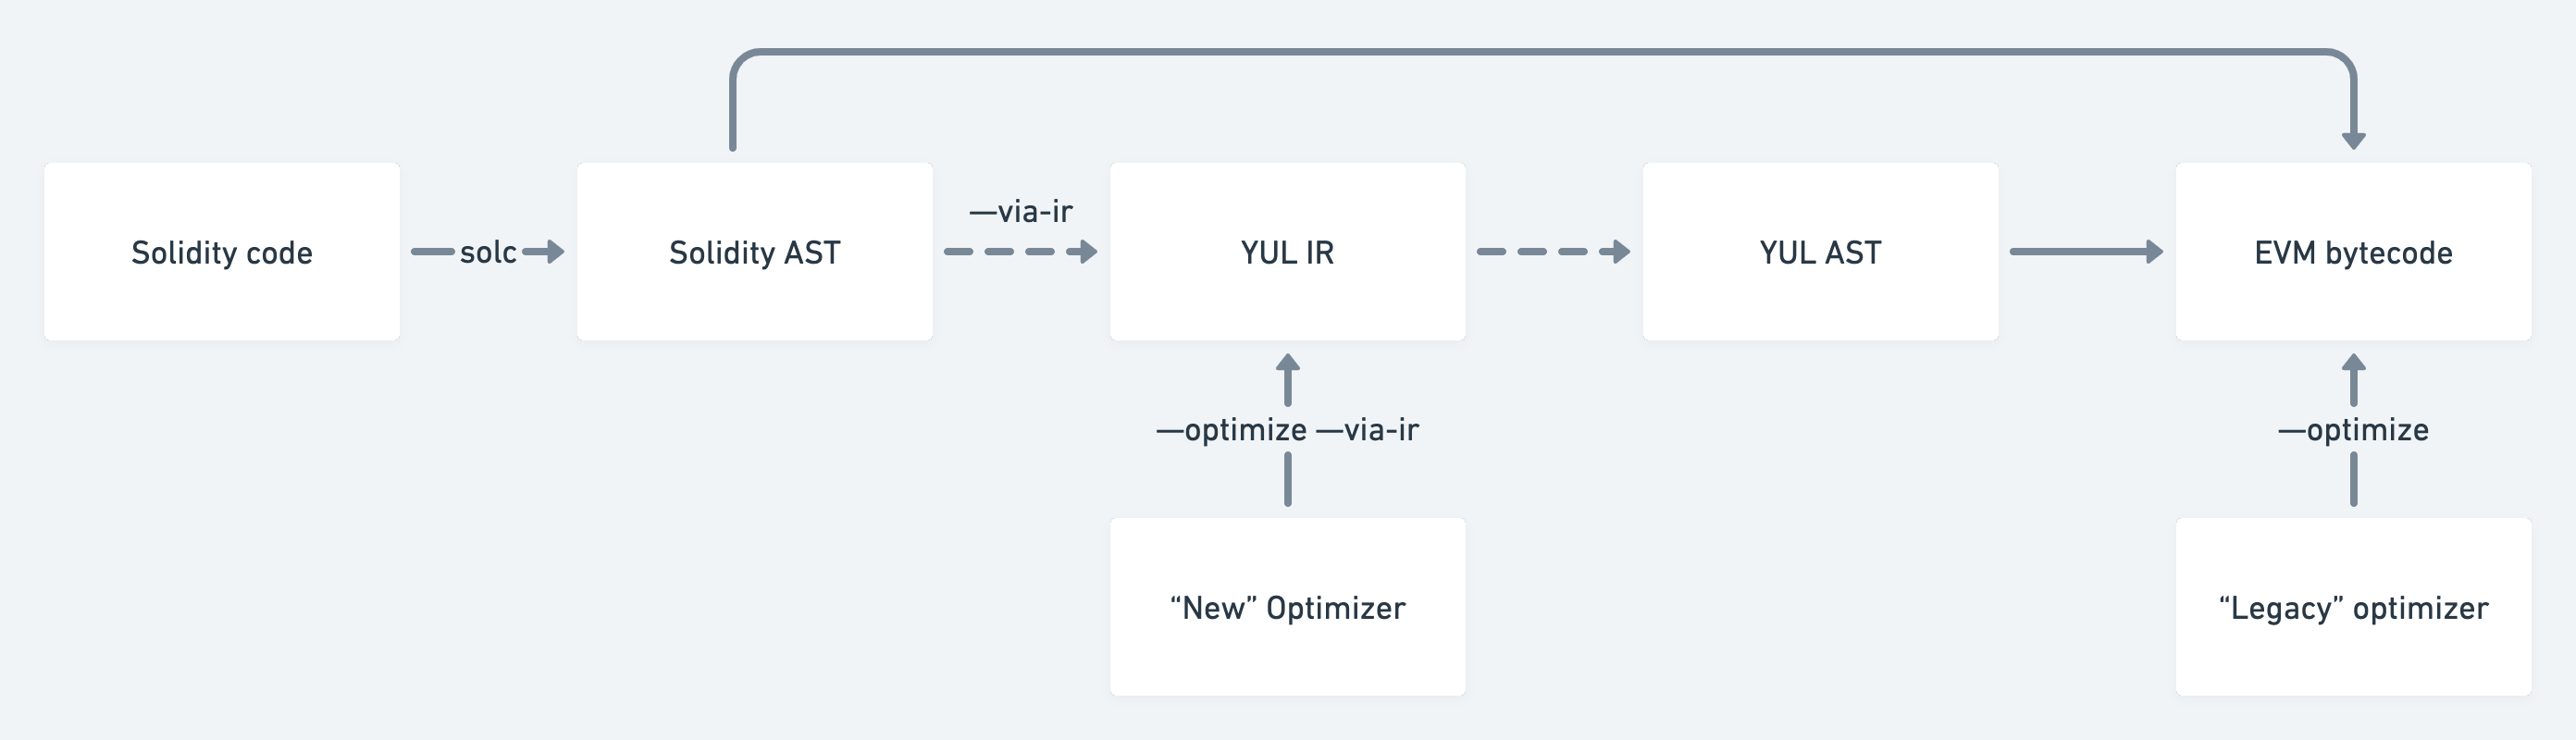 Solidity code
solc
Solidity AST
—via-ir
YUL IR
YUL AST
EVM bytecode
—optimize —via-ir
—optimize
“New” Optimizer
“Legacy” optimizer